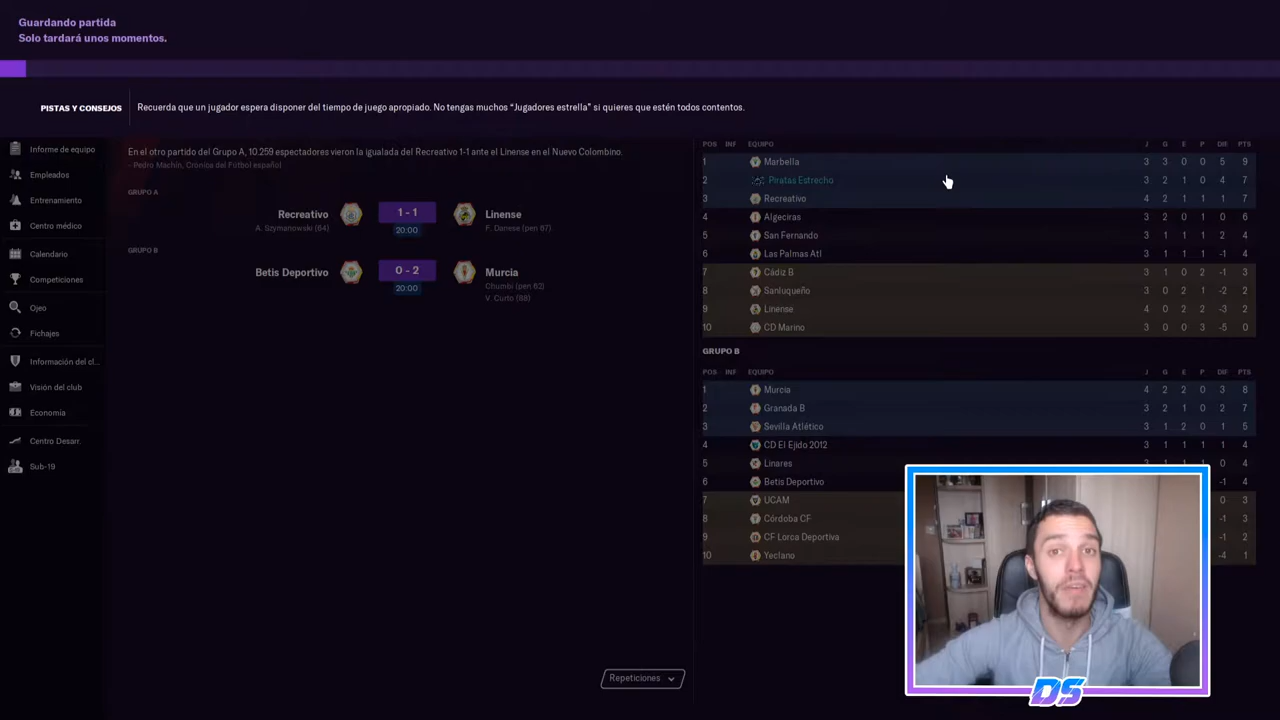 Guardando partida
Solo tardará unos momentos.
PISTAS Y CONSEJOS
Recuerda que un jugador espera disponer del tiempo de juego apropiado. No tengas muchos "Jugadores estrella" si quieres que estén todos contentos.
Informe de equipo
Empleados
Entrenamiento
Centro médico
Calendario
Competiciones
Ojeo
Fichajes
Información del cl...
Visión del club
Economía
Centro Desarr.
Sub-19
En el otro partido del Grupo A, 10.259 espectadores vieron la igualada del Recreativo 1-1 ante el Linense en el Nuevo Colombino.
- Pedro Machín, Crónica del Fútbol español
GRUPO A
Recreativo 1 - 1 Linense
A. Szymanowski (64) 20:00 F. Danese (pen 67)
GRUPO B
Betis Deportivo 0 - 2 Murcia
20:00 Chumbi (pen 62)
V. Curto (88)
Repeticiones
POS INF EQUIPO J G E P DIF PTS
1 Marbella 3 3 0 0 5 9
2 Piratas Estrecho 3 2 1 0 4 7
3 Recreativo 4 2 1 1 1 7
4 Algeciras 3 2 0 1 0 6
5 San Fernando 3 1 1 1 2 4
6 Las Palmas Atl 3 1 1 1 -1 4
7 Cádiz B 3 1 0 2 -1 3
8 Sanluqueño 3 0 2 1 -2 2
9 Linense 4 0 2 2 -3 2
10 CD Marino 3 0 0 3 -5 0
GRUPO B
POS INF EQUIPO J G E P DIF PTS
1 Murcia 4 2 2 0 3 8
2 Granada B 3 2 1 0 2 7
3 Sevilla Atlético 3 1 2 0 1 5
4 CD El Ejido 2012 3 1 1 1 1 4
5 Linares 3 1 1 1 0 4
6 Betis Deportivo -1 4
7 UCAM 0 3
8 Córdoba CF -1 3
9 CF Lorca Deportiva -1 2
10 Yeclano -4 1
DS